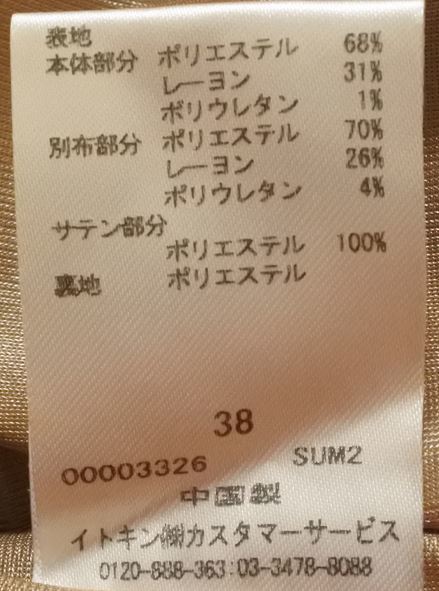 表地
本体部分 ポリエステル 68%
レーヨン 31%
ポリウレタン 1%
別布部分 ポリエステル 70%
レーヨン 26%
ポリウレタン 4%
サテン部分
ポリエステル 100%
裏地 ポリエステル
38
00003326 SUM2
中国製
イトキン㈱カスタマーサービス
0120-888-363:03-3478-8088